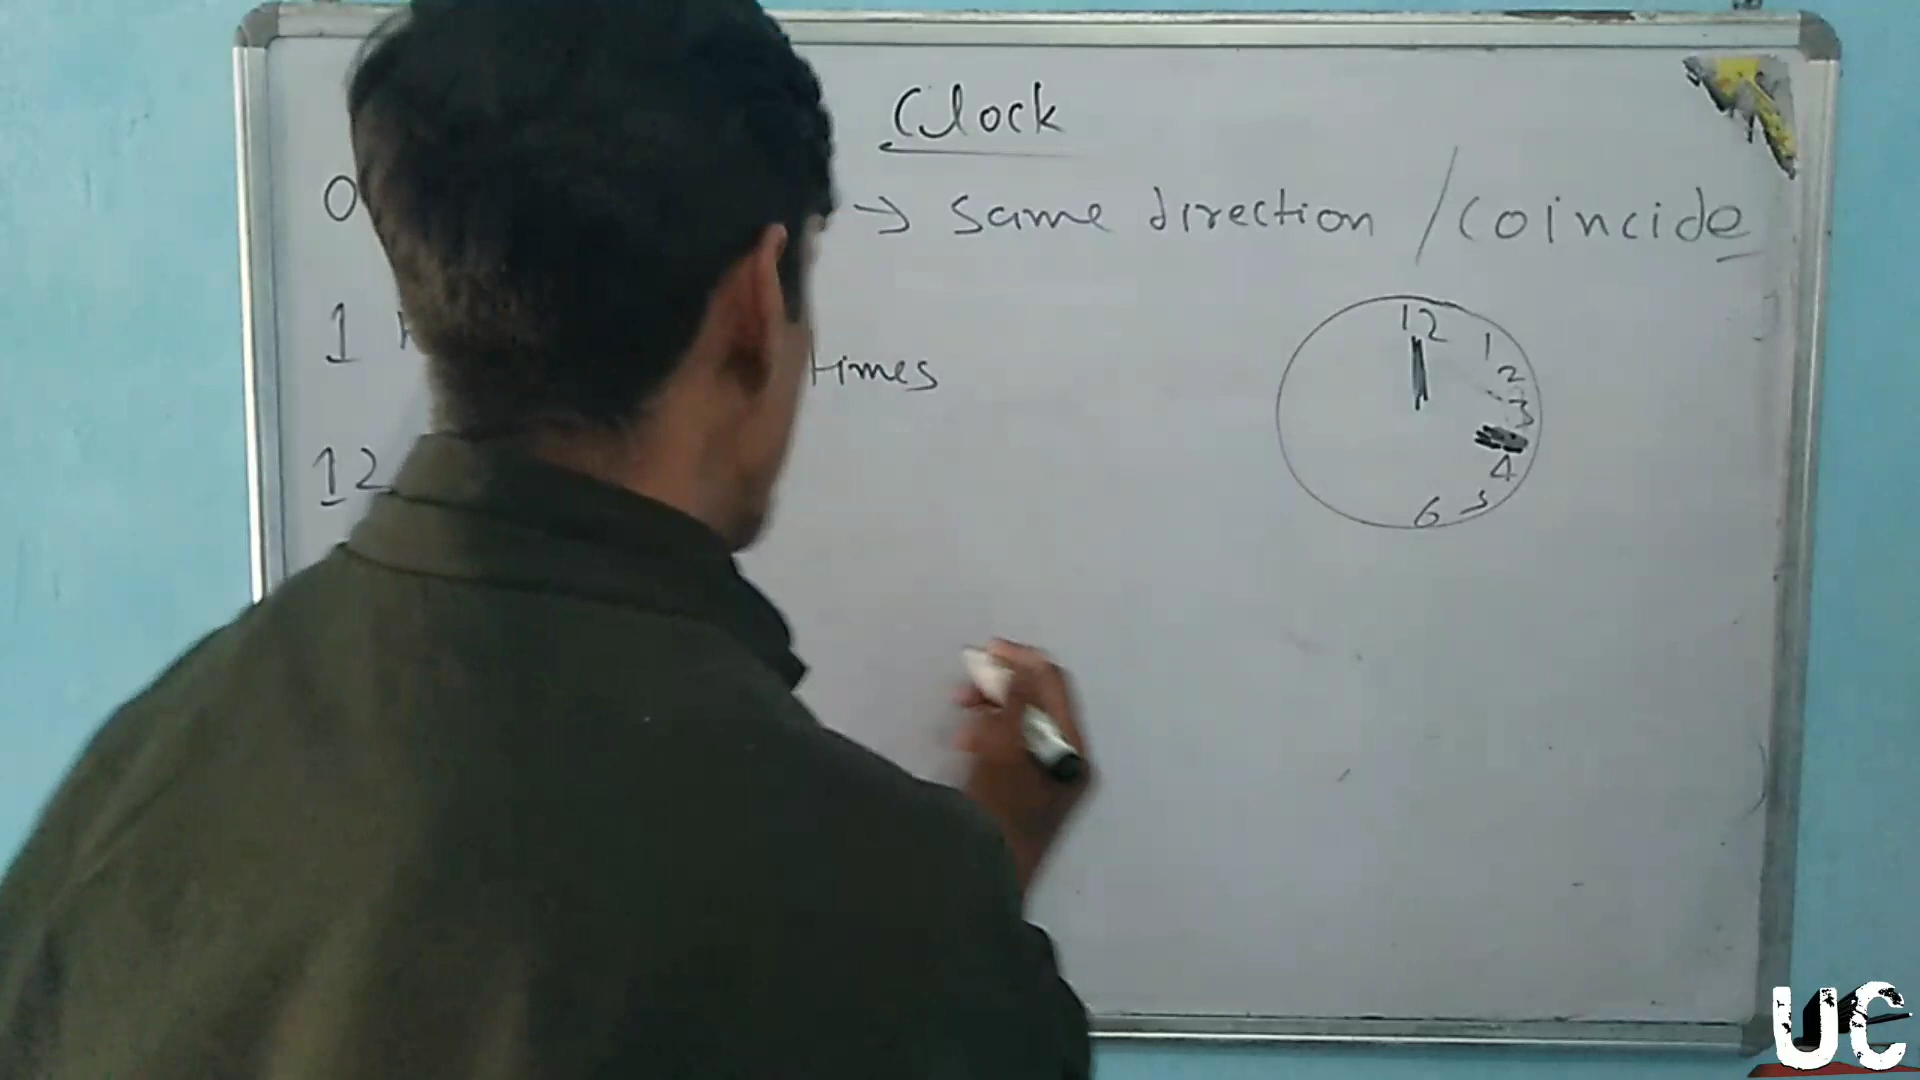 Clock
0 → same direction / coincide
1 times
12
12
1
2
3
4
5
6
UC